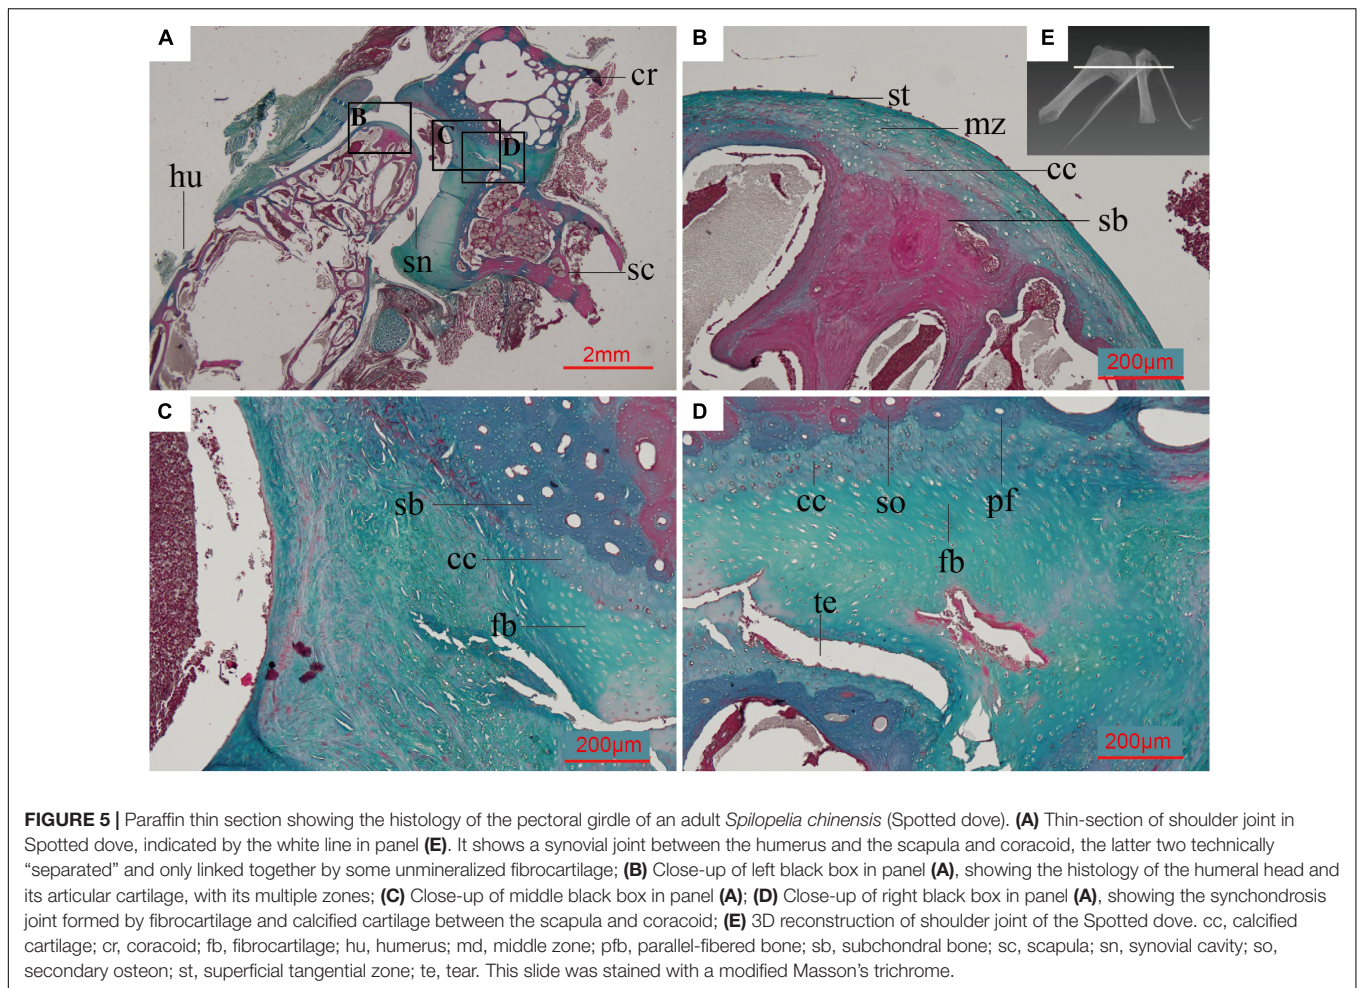 A
B
E
cr
B
C
D
hu
sn
sc
2mm
st
mz
cc
sb
200µm
C
D
sb
cc
fb
200µm
cc
so
pf
fb
te
200µm
FIGURE 5 | Paraffin thin section showing the histology of the pectoral girdle of an adult Spilopelia chinensis (Spotted dove). (A) Thin-section of shoulder joint in
Spotted dove, indicated by the white line in panel (E). It shows a synovial joint between the humerus and the scapula and coracoid, the latter two technically
“separated” and only linked together by some unmineralized fibrocartilage; (B) Close-up of left black box in panel (A), showing the histology of the humeral head and
its articular cartilage, with its multiple zones; (C) Close-up of middle black box in panel (A); (D) Close-up of right black box in panel (A), showing the synchondrosis
joint formed by fibrocartilage and calcified cartilage between the scapula and coracoid; (E) 3D reconstruction of shoulder joint of the Spotted dove. cc, calcified
cartilage; cr, coracoid; fb, fibrocartilage; hu, humerus; md, middle zone; pfb, parallel-fibered bone; sb, subchondral bone; sc, scapula; sn, synovial cavity; so,
secondary osteon; st, superficial tangential zone; te, tear. This slide was stained with a modified Masson’s trichrome.